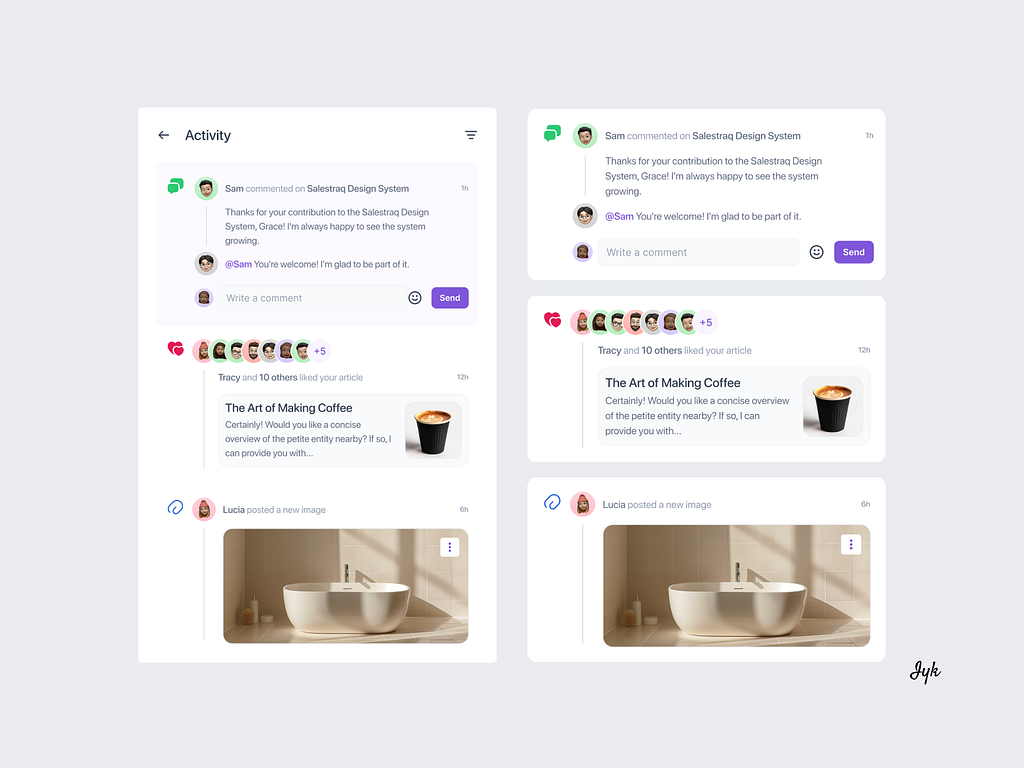 Activity
Sam commented on Salestraq Design System 1h
Thanks for your contribution to the Salestraq Design
System, Grace! I'm always happy to see the system
growing.
@Sam You're welcome! I'm glad to be part of it.
Write a comment Send
+5
Tracy and 10 others liked your article 12h
The Art of Making Coffee
Certainly! Would you like a concise
overview of the petite entity nearby? If so, I
can provide you with...
Lucia posted a new image 6h
Sam commented on Salestraq Design System 1h
Thanks for your contribution to the Salestraq Design
System, Grace! I'm always happy to see the system
growing.
@Sam You're welcome! I'm glad to be part of it.
Write a comment Send
+5
Tracy and 10 others liked your article 12h
The Art of Making Coffee
Certainly! Would you like a concise overview
of the petite entity nearby? If so, I can
provide you with...
Lucia posted a new image 6h
Jyk